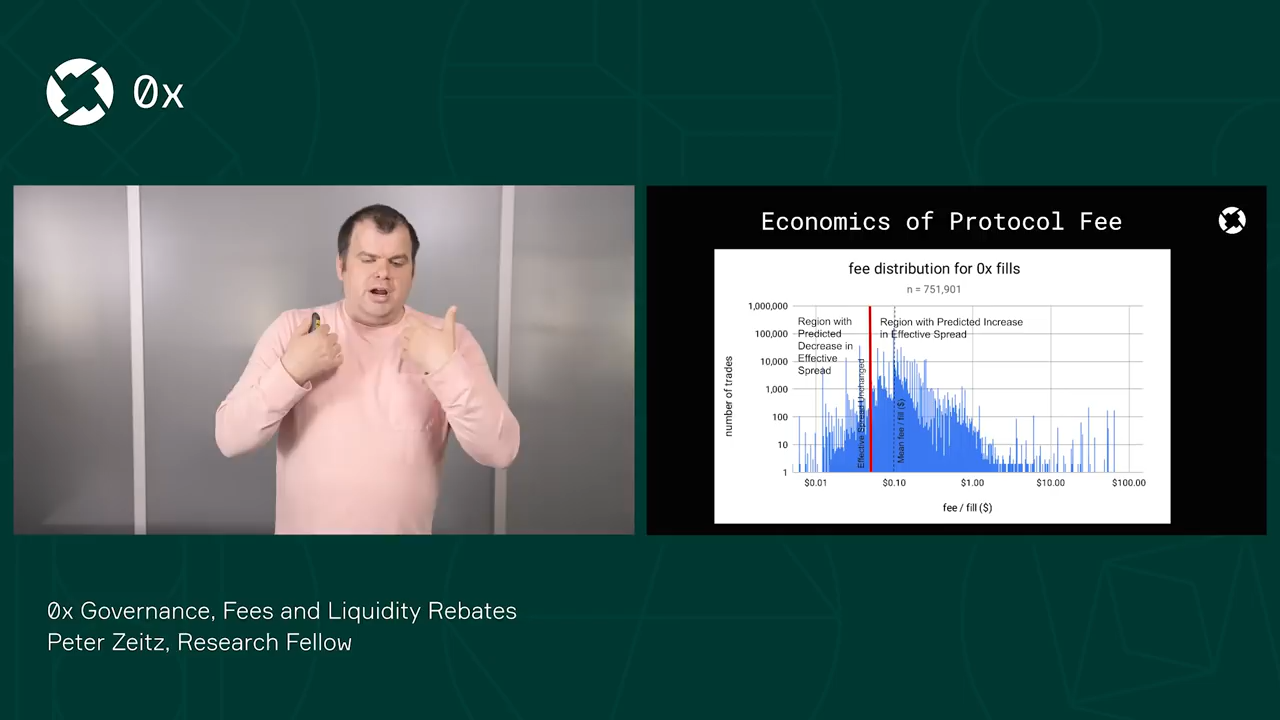 0x
Economics of Protocol Fee
fee distribution for 0x fills
n = 751,901
1,000,000
100,000
10,000
1,000
100
10
1
number of trades
Region with
Predicted
Decrease in
Effective
Spread
Region with Predicted Increase
in Effective Spread
Effective Spread Unchanged
Mean fee / fill ($)
$0.01
$0.10
$1.00
$10.00
$100.00
fee / fill ($)
0x Governance, Fees and Liquidity Rebates
Peter Zeitz, Research Fellow